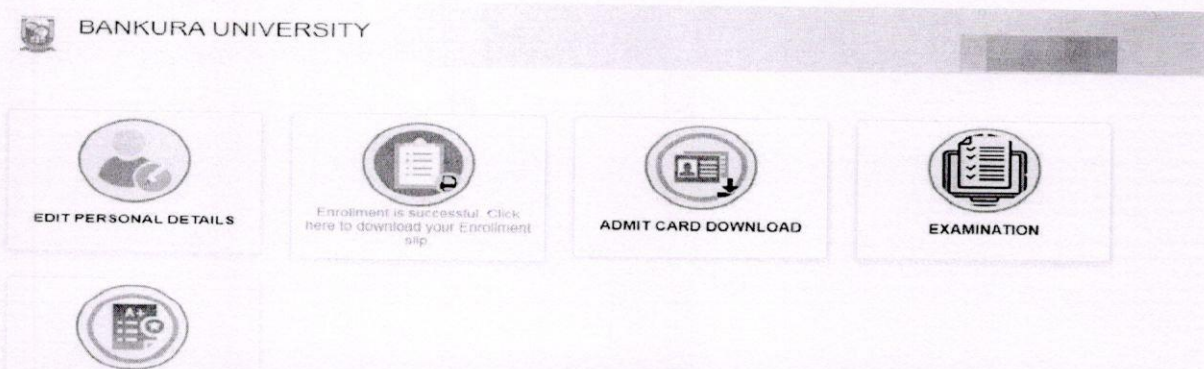 BANKURA UNIVERSITY
EDIT PERSONAL DETAILS
Enrollment is successful. Click
here to download your Enrollment
slip.
ADMIT CARD DOWNLOAD
EXAMINATION
A+